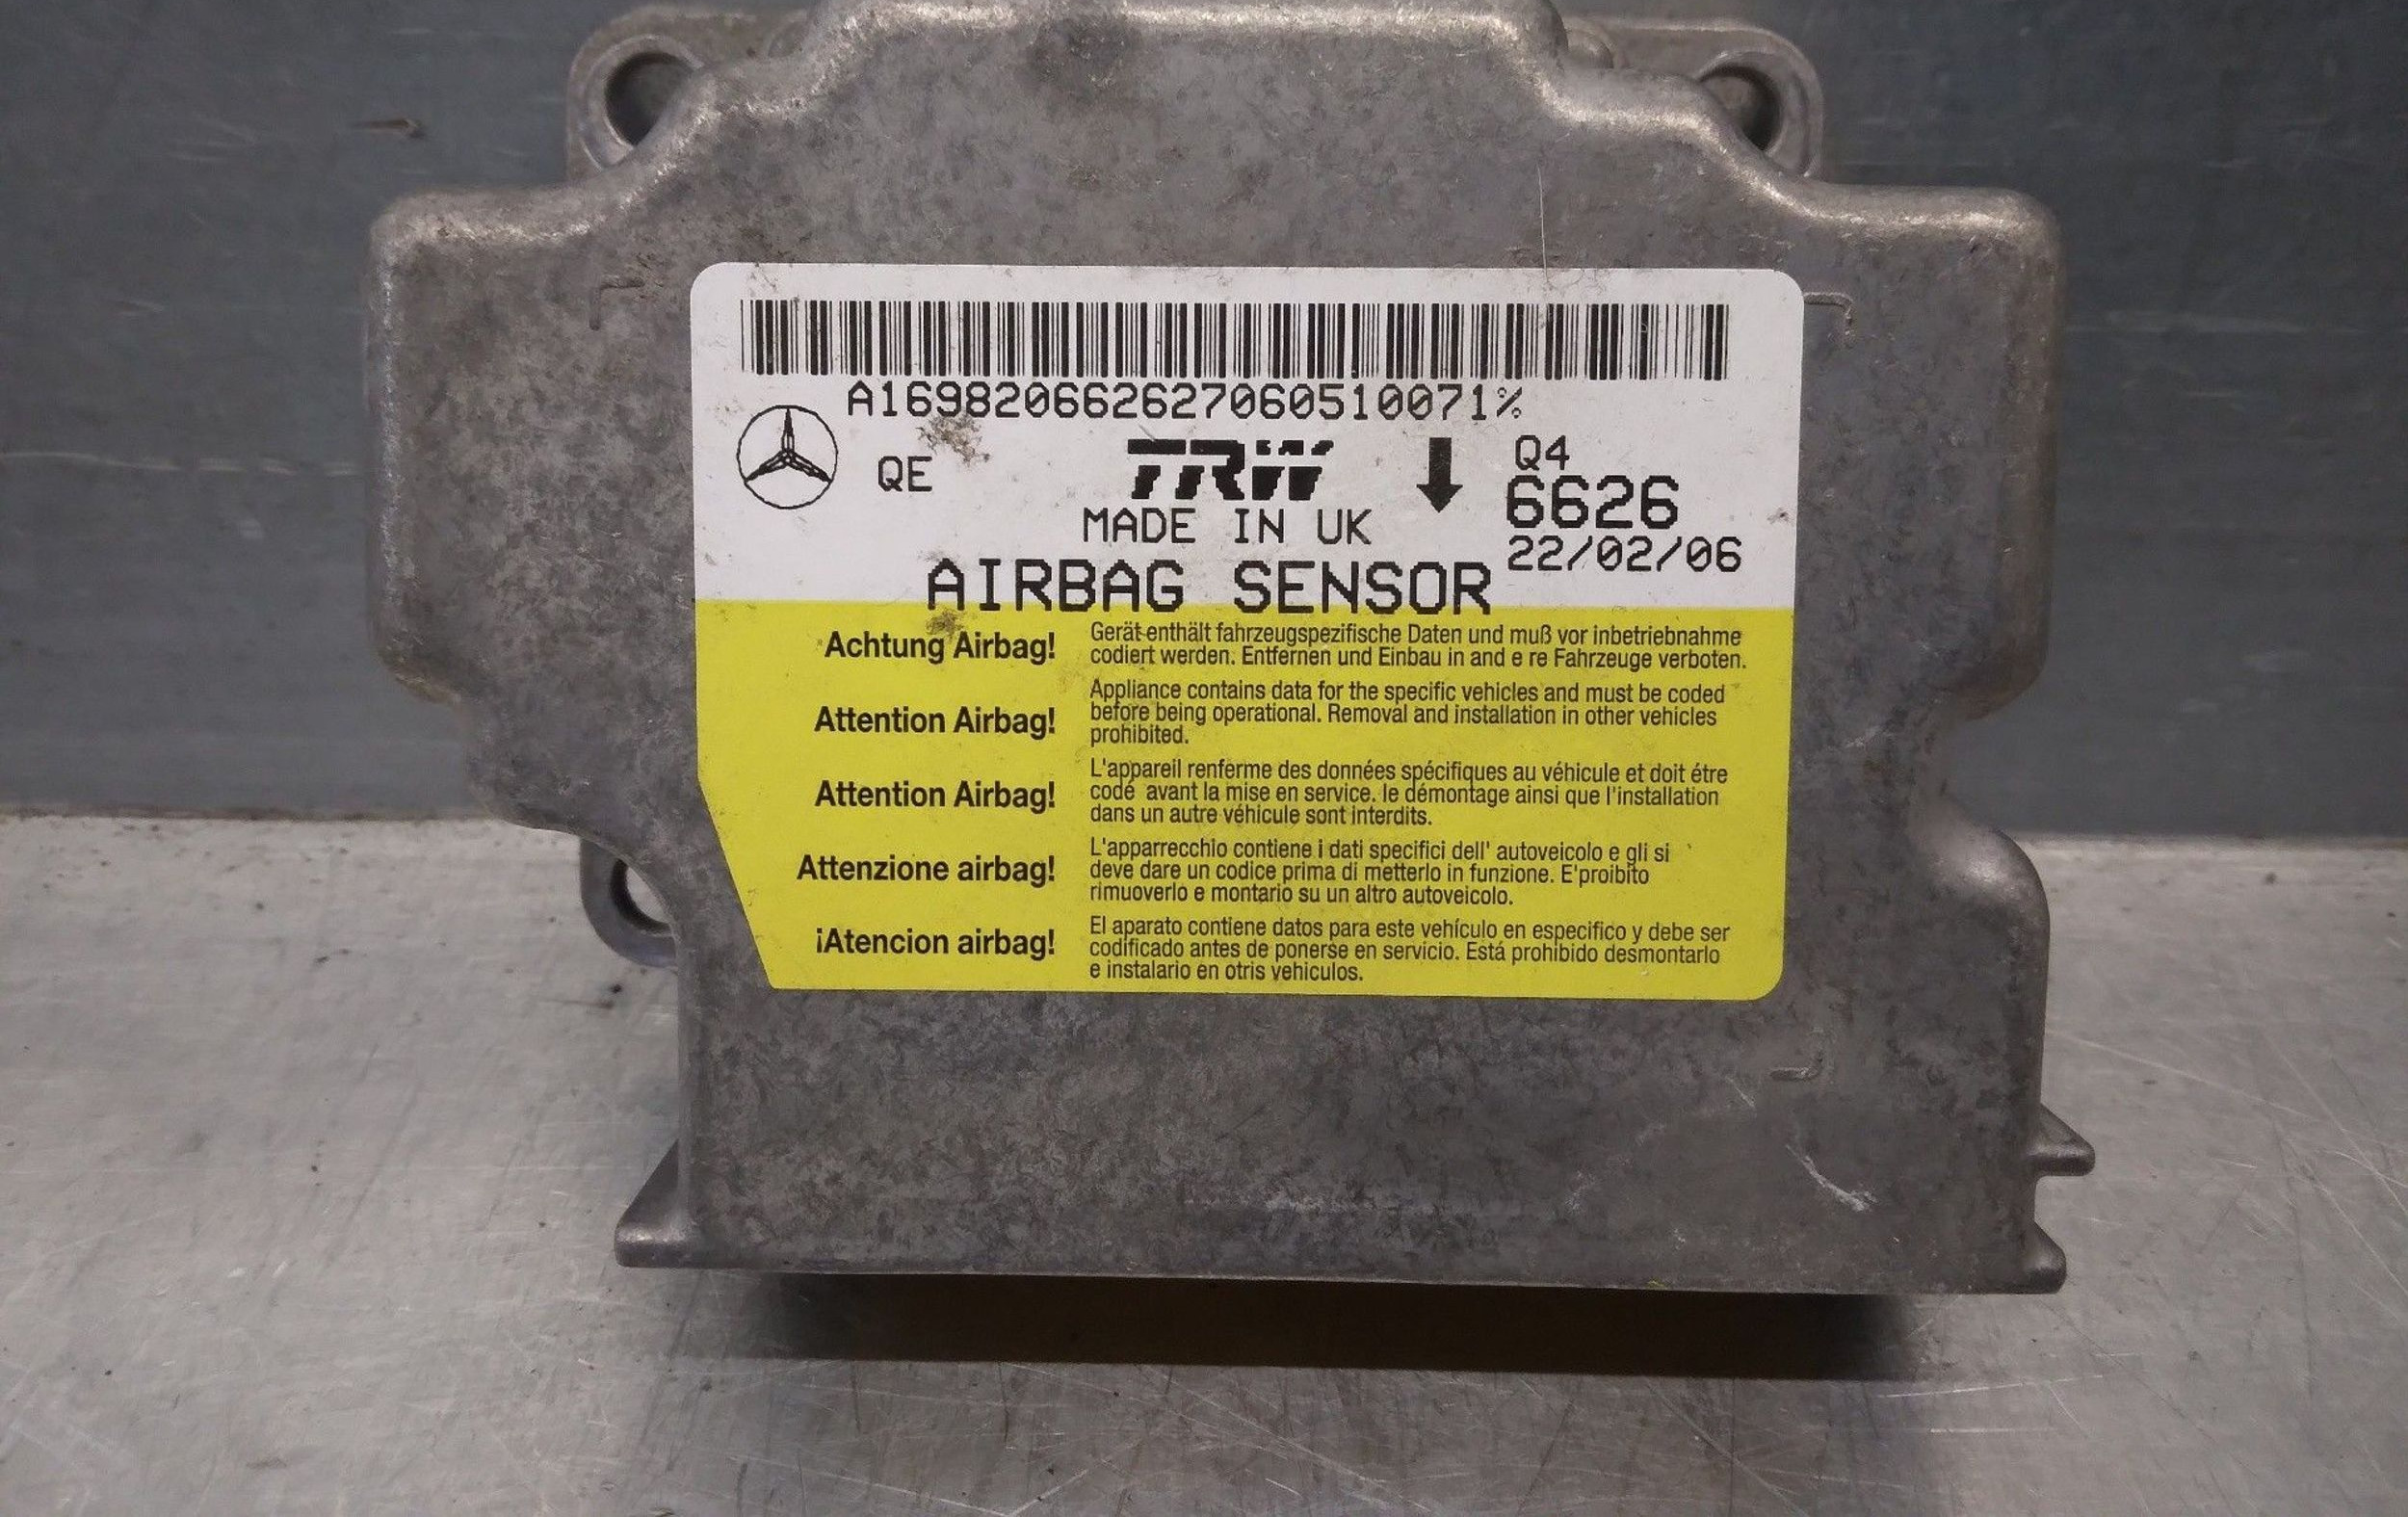 A169820662627060510071%
QE
TRW
Q4
6626
MADE IN UK
22/02/06
AIRBAG SENSOR
Achtung Airbag!
Gerät enthält fahrzeugspezifische Daten und muß vor inbetriebnahme
codiert werden. Entfernen und Einbau in and e re Fahrzeuge verboten.
Attention Airbag!
Appliance contains data for the specific vehicles and must be coded
before being operational. Removal and installation in other vehicles
prohibited.
Attention Airbag!
L'appareil renferme des données spécifiques au véhicule et doit étre
codé avant la mise en service. le démontage ainsi que l'installation
dans un autre véhicule sont interdits.
Attenzione airbag!
L'apparrecchio contiene i dati specifici dell' autoveicolo e gli si
deve dare un codice prima di metterlo in funzione. E'proibito
rimuoverlo e montario su un altro autoveicolo.
¡Atencion airbag!
El aparato contiene datos para este vehículo en especifico y debe ser
codificado antes de ponerse en servicio. Está prohibido desmontarlo
e instalario en otris vehiculos.